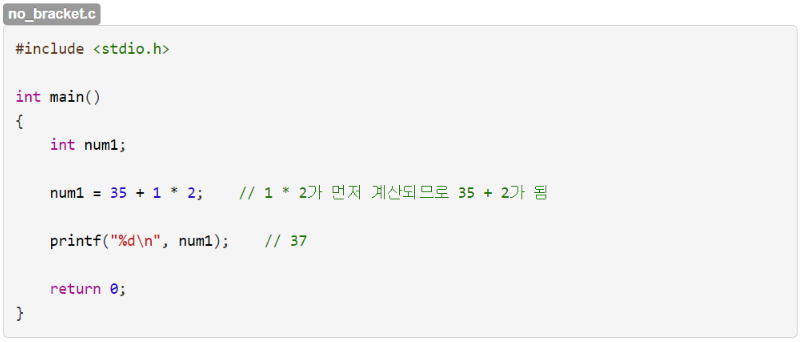 no_bracket.c
#include <stdio.h>
int main()
{
    int num1;
    num1 = 35 + 1 * 2;    // 1 * 2가 먼저 계산되므로 35 + 2가 됨
    printf("%d\n", num1);    // 37
    return 0;
}